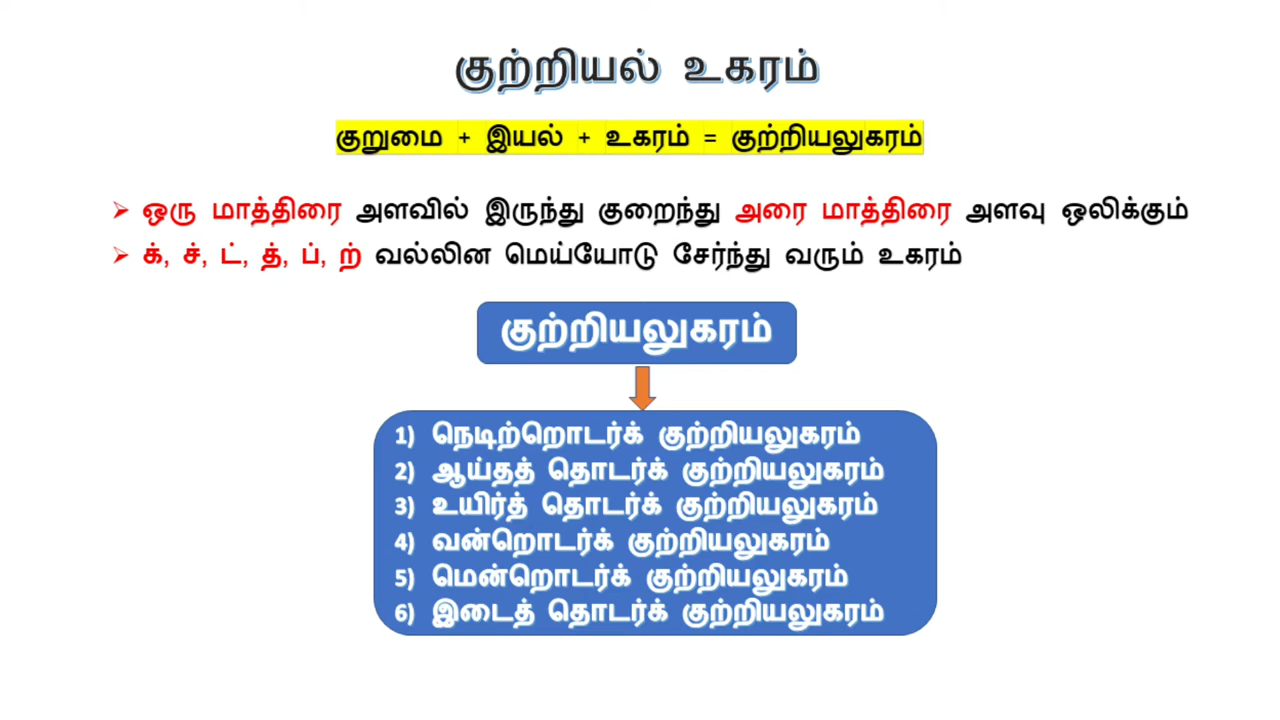 குற்றியல் உகரம்
குறுமை + இயல் + உகரம் = குற்றியலுகரம்
➢ ஒரு மாத்திரை அளவில் இருந்து குறைந்து அரை மாத்திரை அளவு ஒலிக்கும்
➢ க், ச், ட், த், ப், ற் வல்லின மெய்யோடு சேர்ந்து வரும் உகரம்
குற்றியலுகரம்
1) நெடிற்றொடர்க் குற்றியலுகரம்
2) ஆய்தத் தொடர்க் குற்றியலுகரம்
3) உயிர்த் தொடர்க் குற்றியலுகரம்
4) வன்றொடர்க் குற்றியலுகரம்
5) மென்றொடர்க் குற்றியலுகரம்
6) இடைத் தொடர்க் குற்றியலுகரம்